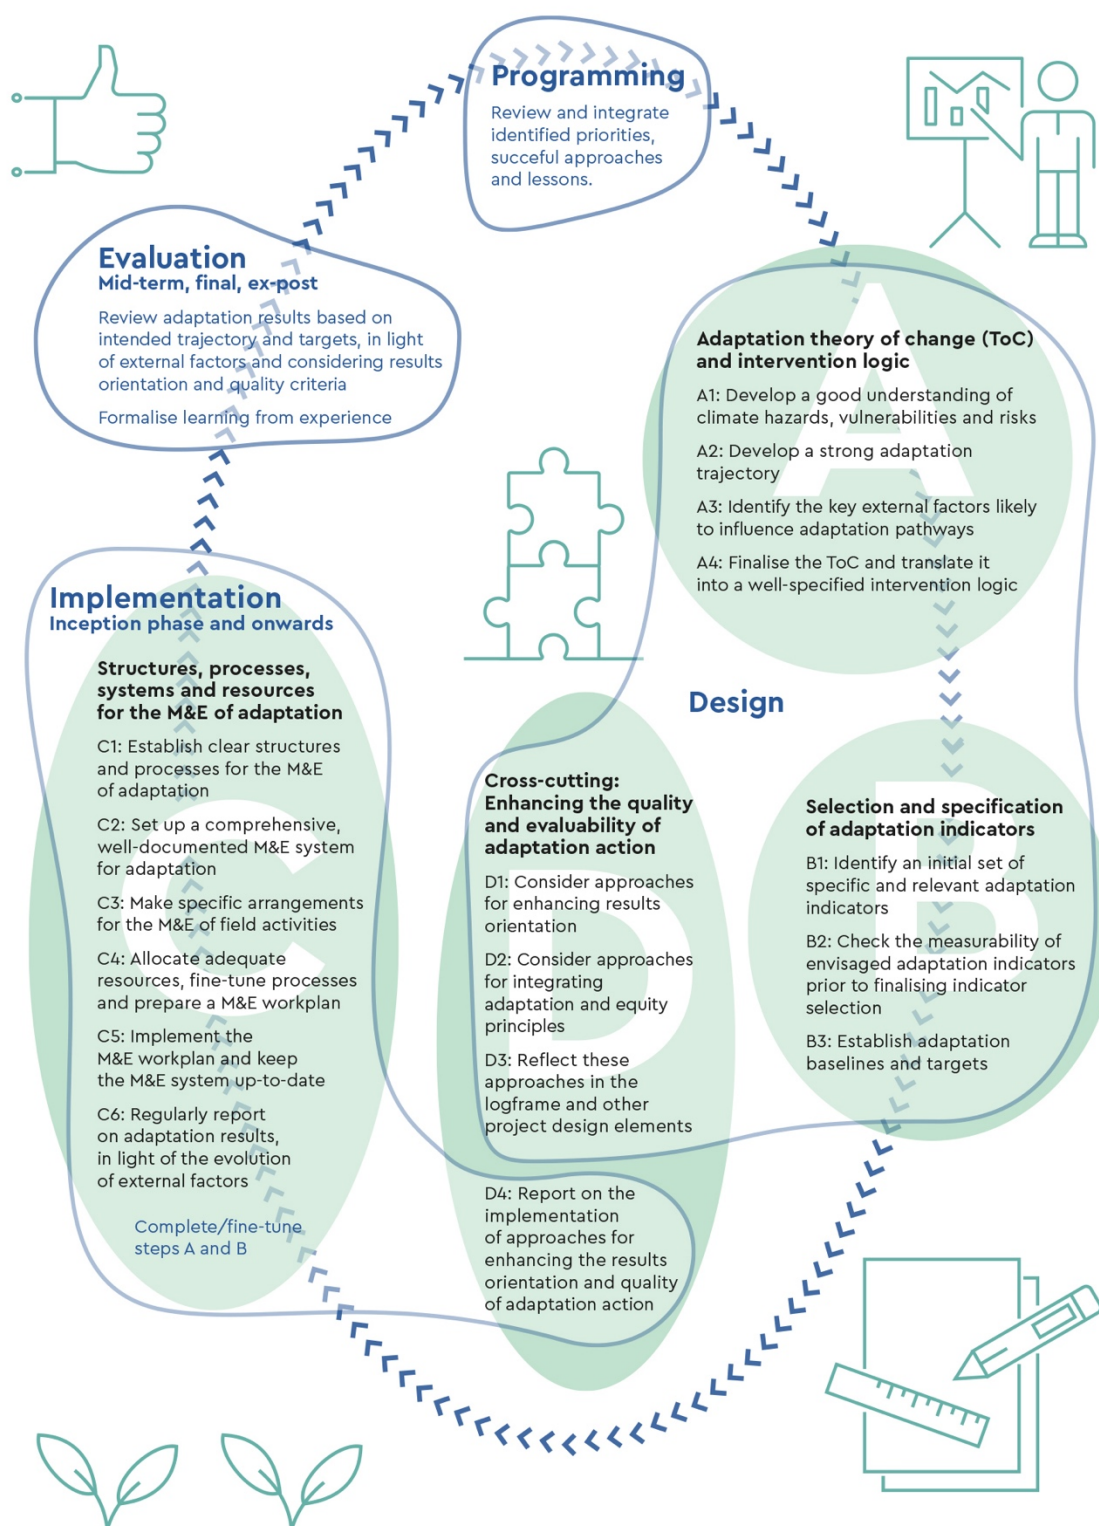 Programming
Review and integrate
identified priorities,
succeful approaches
and lessons.
Evaluation
Mid-term, final, ex-post
Review adaptation results based on
intended trajectory and targets, in light
of external factors and considering results
orientation and quality criteria
Formalise learning from experience
A
Adaptation theory of change (ToC)
and intervention logic
A1: Develop a good understanding of
climate hazards, vulnerabilities and risks
A2: Develop a strong adaptation
trajectory
A3: Identify the key external factors likely
to influence adaptation pathways
A4: Finalise the ToC and translate it
into a well-specified intervention logic
Implementation
Inception phase and onwards
C
Structures, processes,
systems and resources
for the M&E of adaptation
C1: Establish clear structures
and processes for the M&E
of adaptation
C2: Set up a comprehensive,
well-documented M&E system
for adaptation
C3: Make specific arrangements
for the M&E of field activities
C4: Allocate adequate
resources, fine-tune processes
and prepare a M&E workplan
C5: Implement the
M&E workplan and keep
the M&E system up-to-date
C6: Regularly report
on adaptation results,
in light of the evolution
of external factors
Complete/fine-tune
steps A and B
Design
D
Cross-cutting:
Enhancing the quality
and evaluability of
adaptation action
D1: Consider approaches
for enhancing results
orientation
D2: Consider approaches
for integrating
adaptation and equity
principles
D3: Reflect these
approaches in the
logframe and other
project design elements
D4: Report on the
implementation
of approaches for
enhancing the results
orientation and quality
of adaptation action
B
Selection and specification
of adaptation indicators
B1: Identify an initial set of
specific and relevant adaptation
indicators
B2: Check the measurability of
envisaged adaptation indicators
prior to finalising indicator
selection
B3: Establish adaptation
baselines and targets